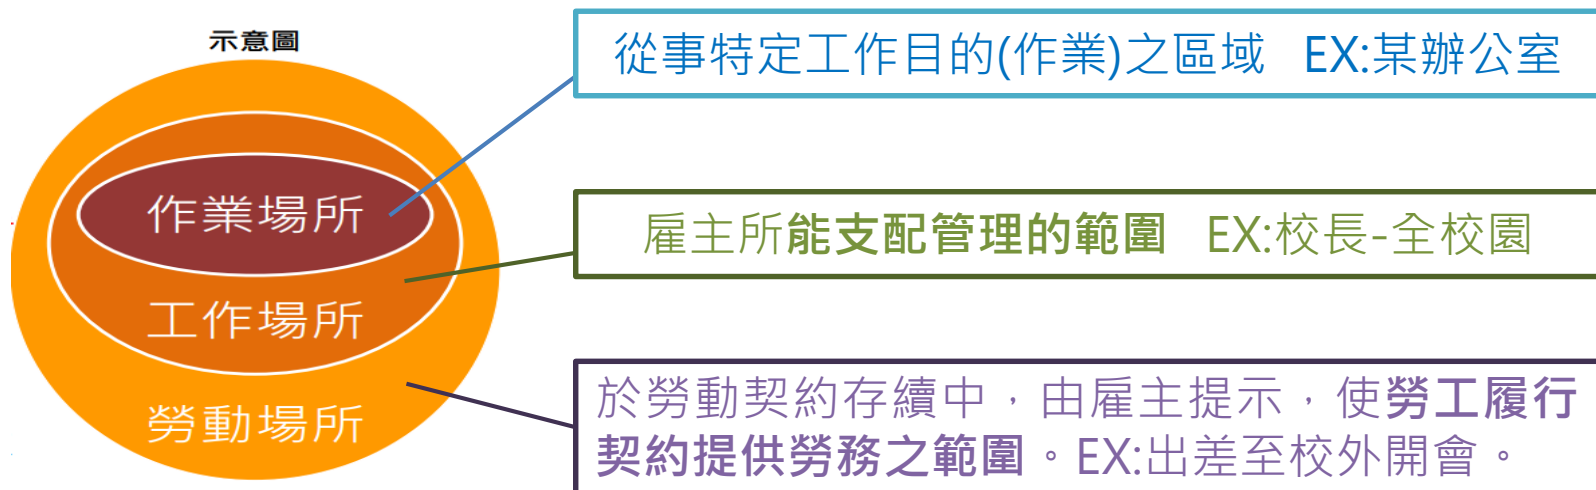 示意圖
作業場所
工作場所
勞動場所
從事特定工作目的(作業)之區域 EX:某辦公室
雇主所能支配管理的範圍 EX:校長-全校園
於勞動契約存續中，由雇主提示，使勞工履行
契約提供勞務之範圍。EX:出差至校外開會。